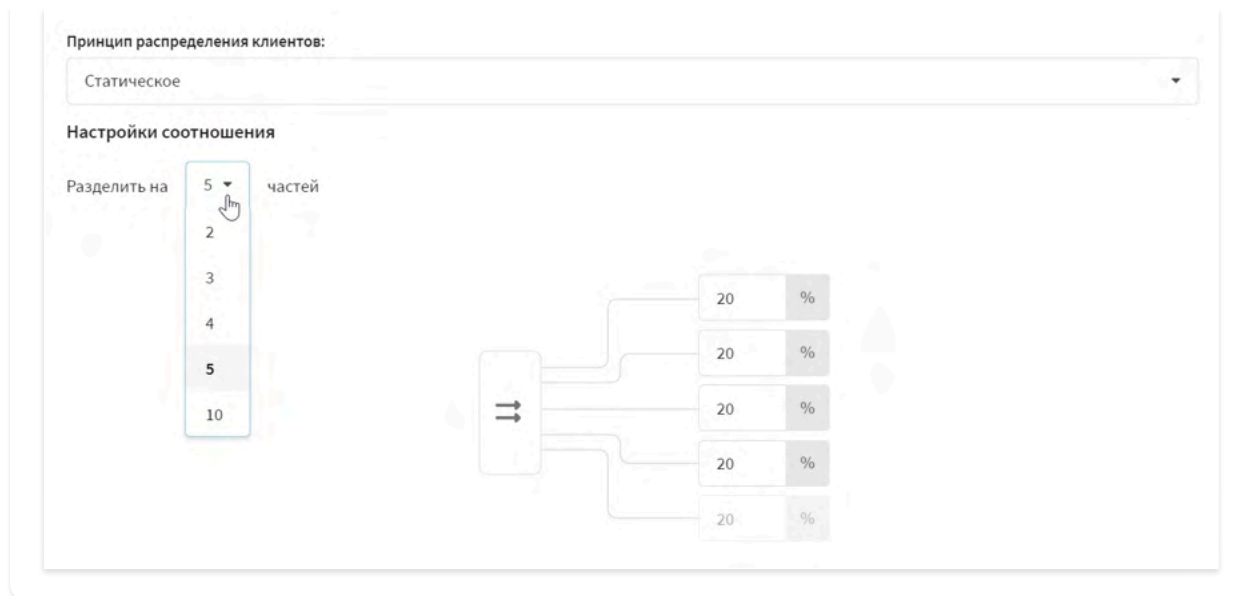 Принцип распределения клиентов:
Статическое
Настройки соотношения
Разделить на 5 частей
2
3
4
5
10
20 %
20 %
20 %
20 %
20 %